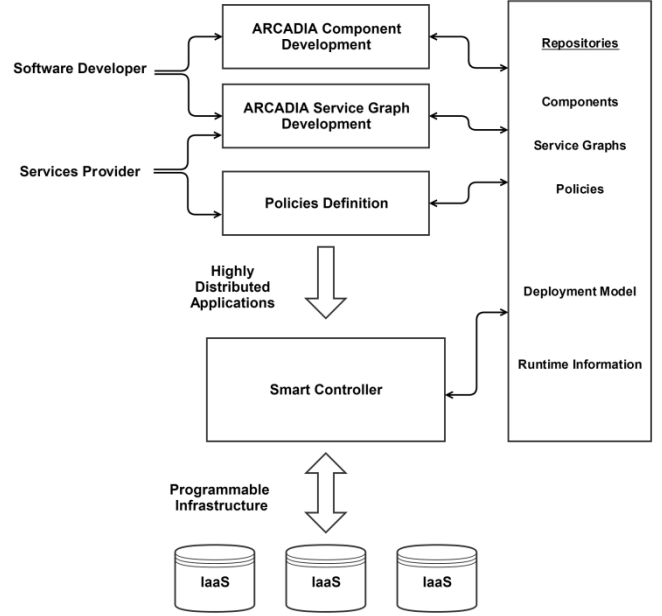 ARCADIA Component
Development
Repositories
Software Developer
Components
ARCADIA Service Graph
Development
Service Graphs
Services Provider
Policies Definition
Policies
Highly
Distributed
Applications
Deployment Model
Smart Controller
Runtime Information
Programmable
Infrastructure
IaaS
IaaS
IaaS